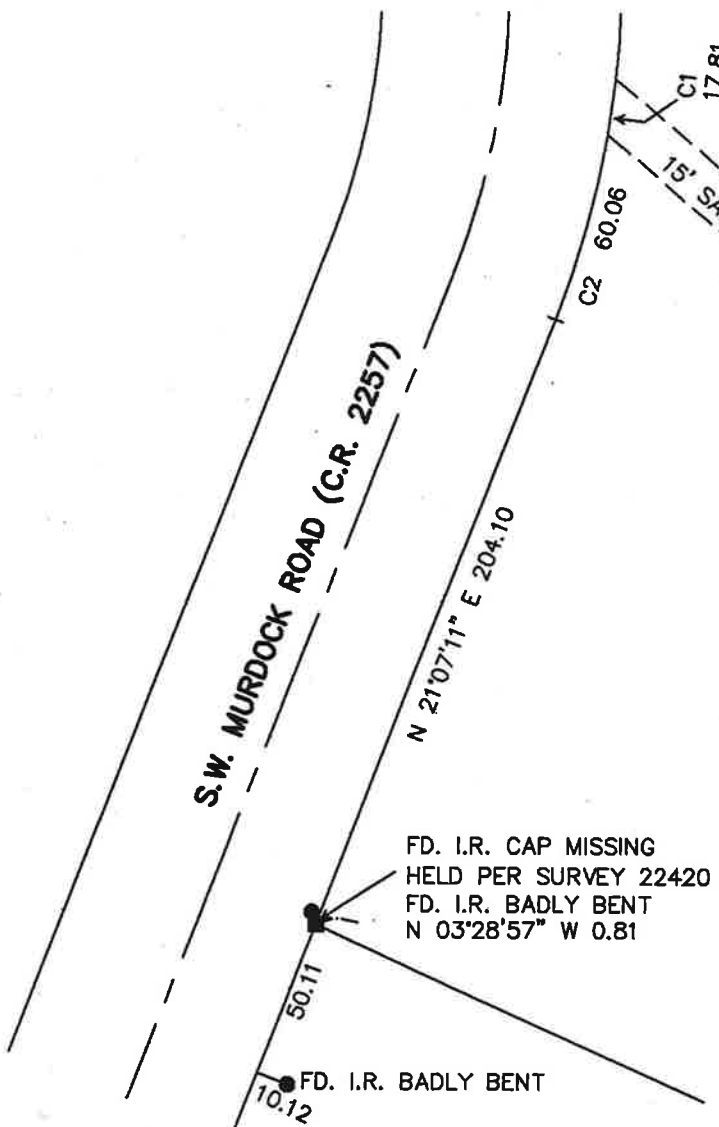 C1
17.81
15' SA
C2 60.06
S.W. MURDOCK ROAD (C.R. 2257)
N 21°07'11" E 204.10
FD. I.R. CAP MISSING
HELD PER SURVEY 22420
FD. I.R. BADLY BENT
N 03°28'57" W 0.81
50.11
FD. I.R. BADLY BENT
10.12